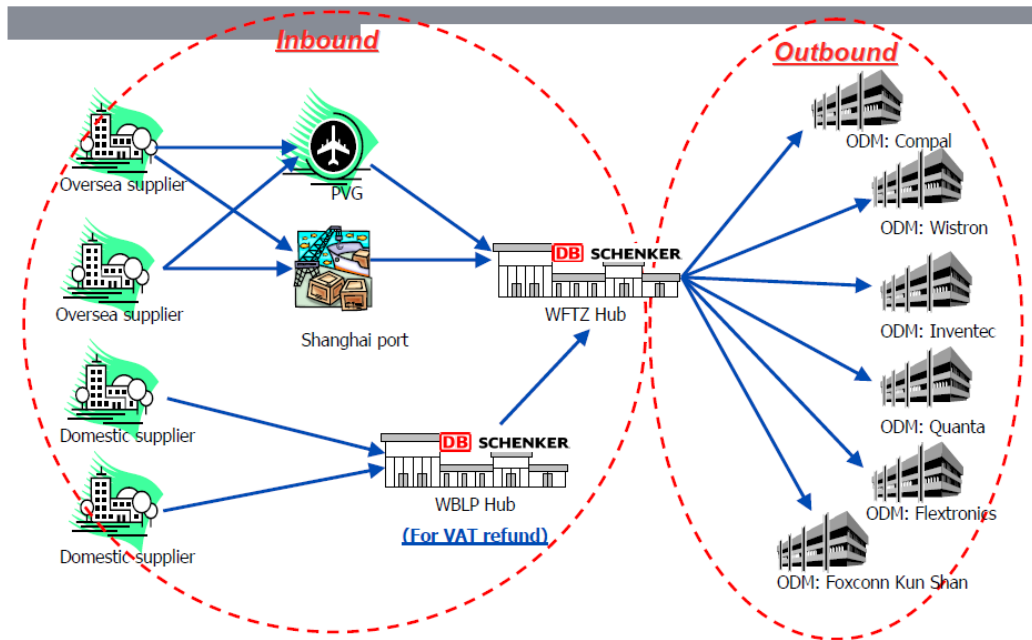 Inbound
Outbound
Oversea supplier
PVG
ODM: Compal
ODM: Wistron
Oversea supplier
Shanghai port
DB SCHENKER
WFTZ Hub
ODM: Inventec
Domestic supplier
DB SCHENKER
WBLP Hub
(For VAT refund)
ODM: Quanta
ODM: Flextronics
Domestic supplier
ODM: Foxconn Kun Shan